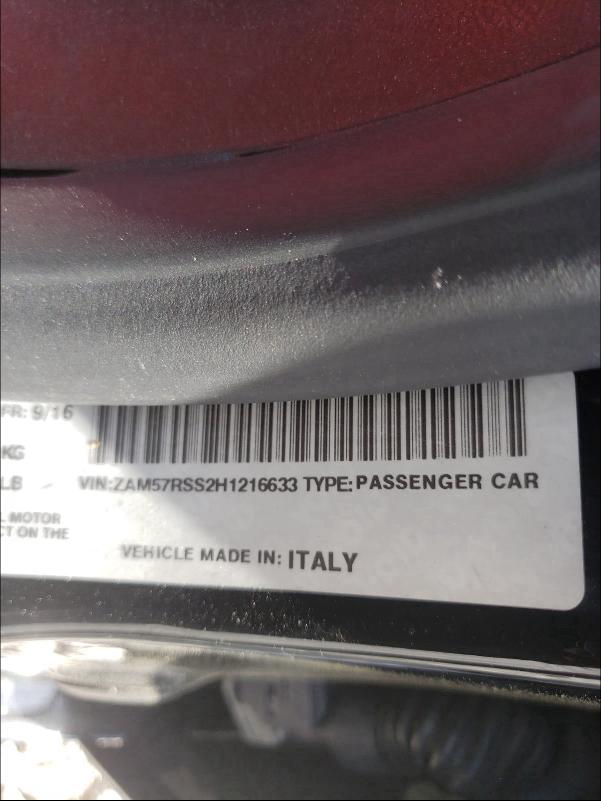 FR: 9/16
KG
LB VIN:ZAM57RSS2H1216633 TYPE:PASSENGER CAR
L MOTOR
CT ON THE
VEHICLE MADE IN: ITALY